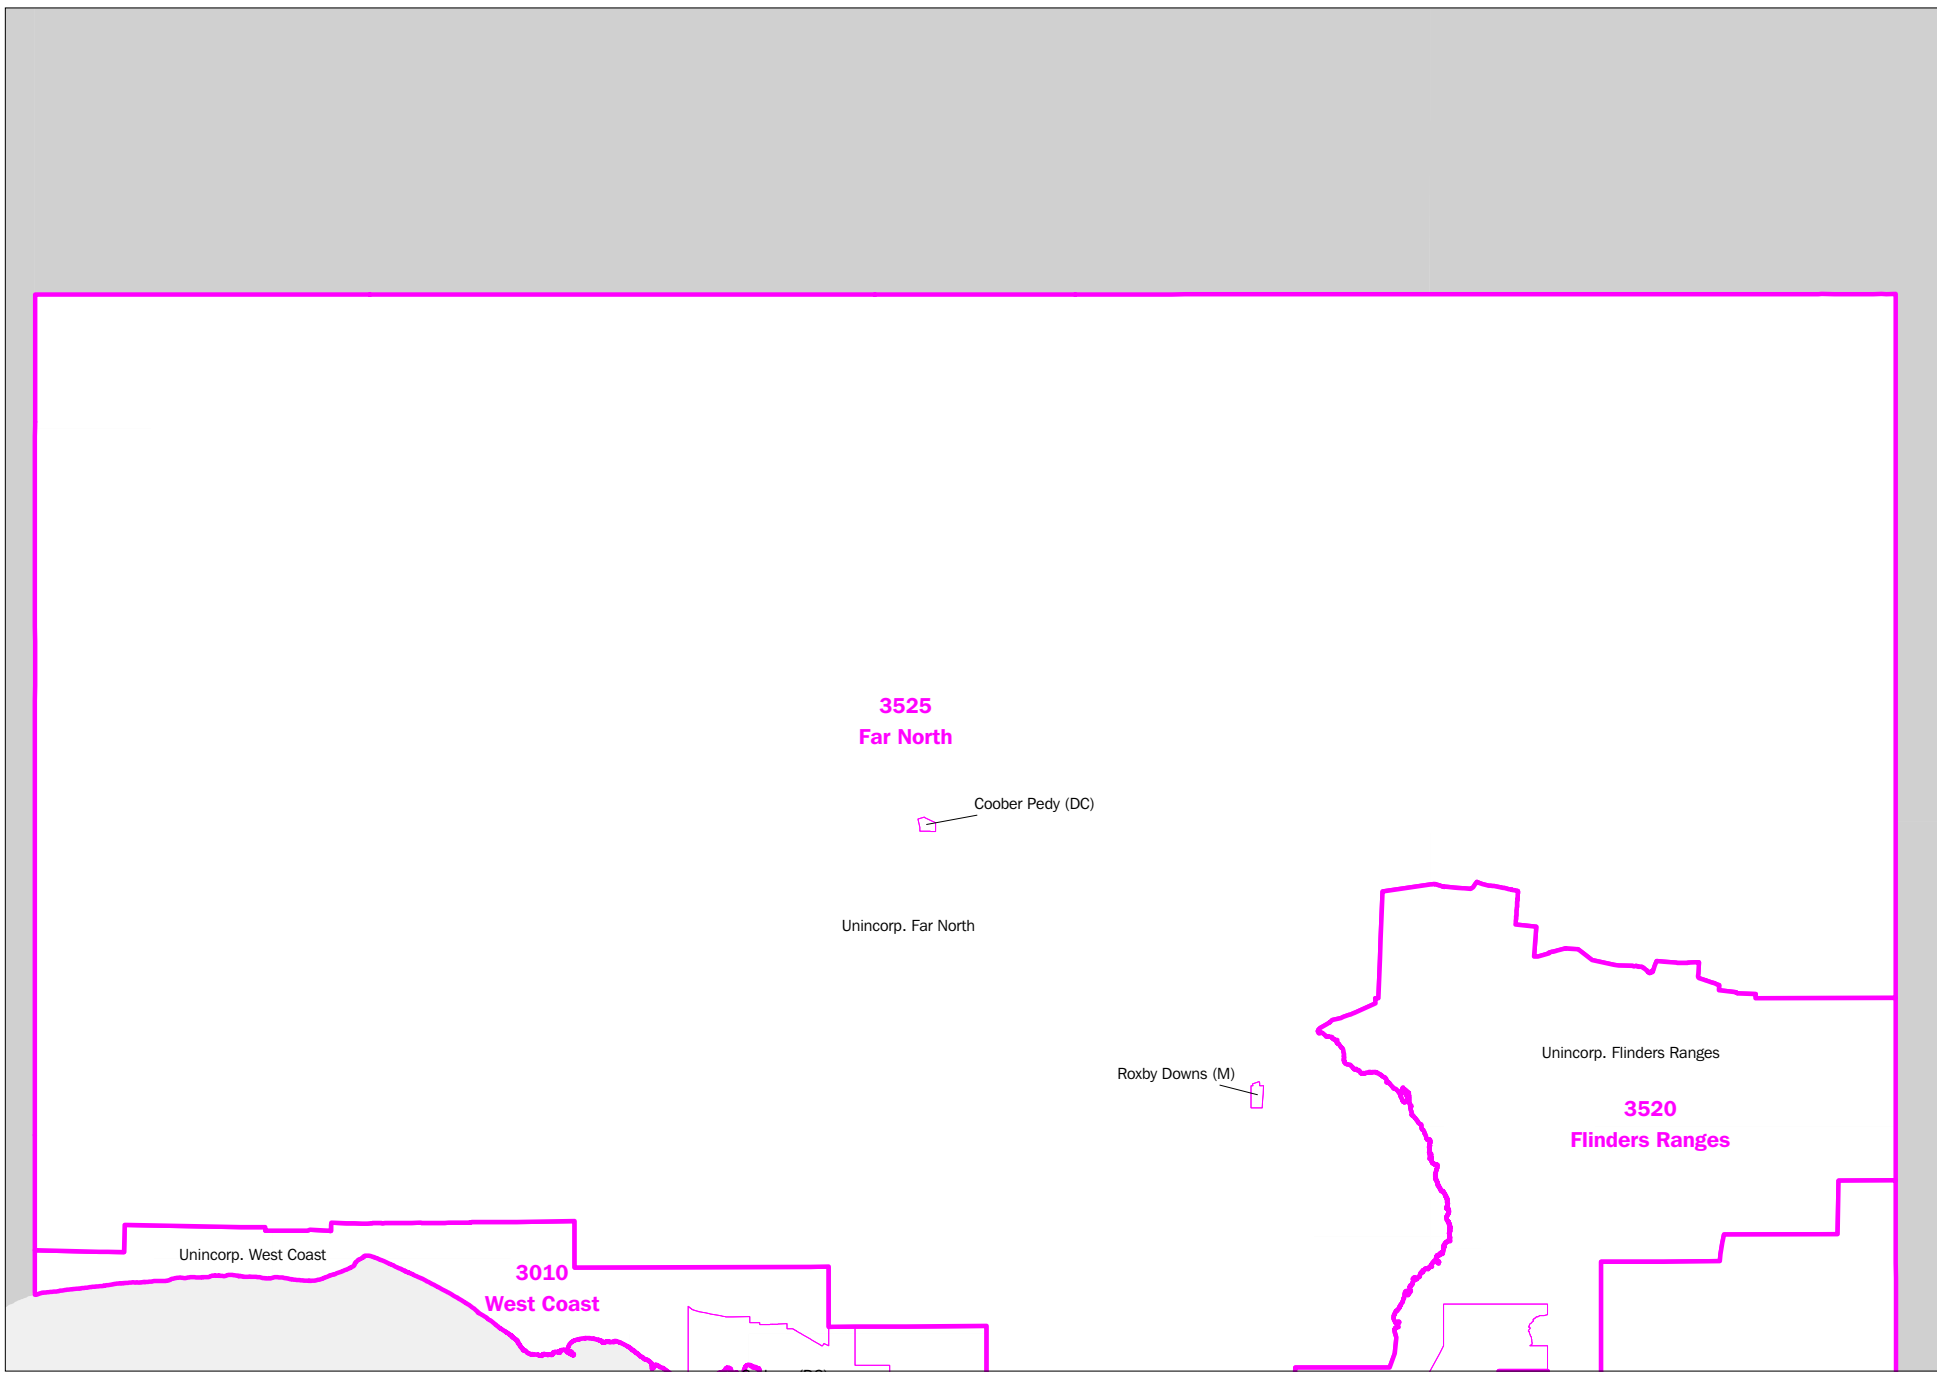 3525
Far North
Coober Pedy (DC)
Unincorp. Far North
Unincorp. Flinders Ranges
Roxby Downs (M)
3520
Flinders Ranges
Unincorp. West Coast
3010
West Coast